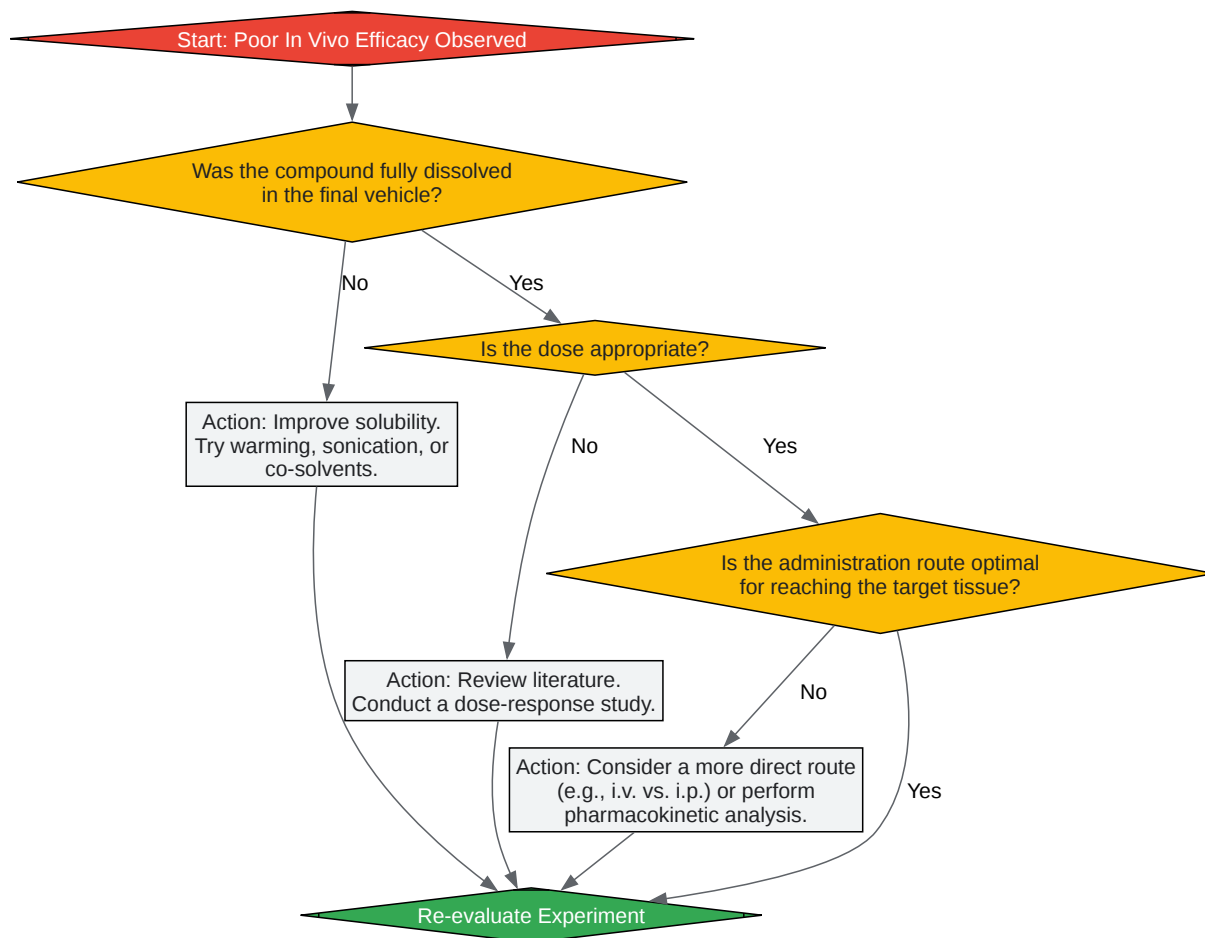 Start: Poor In Vivo Efficacy Observed
Was the compound fully dissolved
in the final vehicle?
No
Yes
Is the dose appropriate?
Action: Improve solubility.
Try warming, sonication, or
co-solvents.
No
Yes
Is the administration route optimal
for reaching the target tissue?
Action: Review literature.
Conduct a dose-response study.
No
Action: Consider a more direct route
(e.g., i.v. vs. i.p.) or perform
pharmacokinetic analysis.
Yes
Re-evaluate Experiment